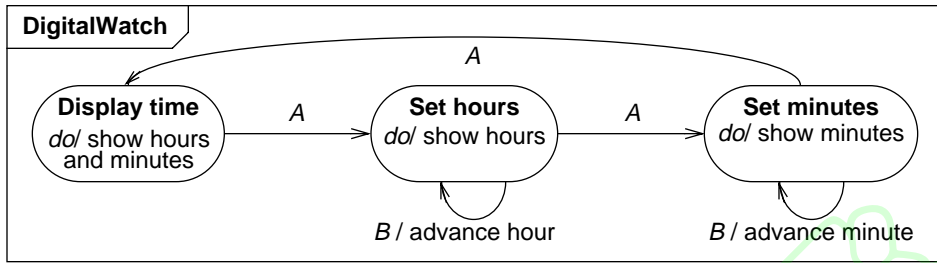 DigitalWatch
A
Display time
do/ show hours
and minutes
A
Set hours
do/ show hours
A
Set minutes
do/ show minutes
B / advance hour
B / advance minute